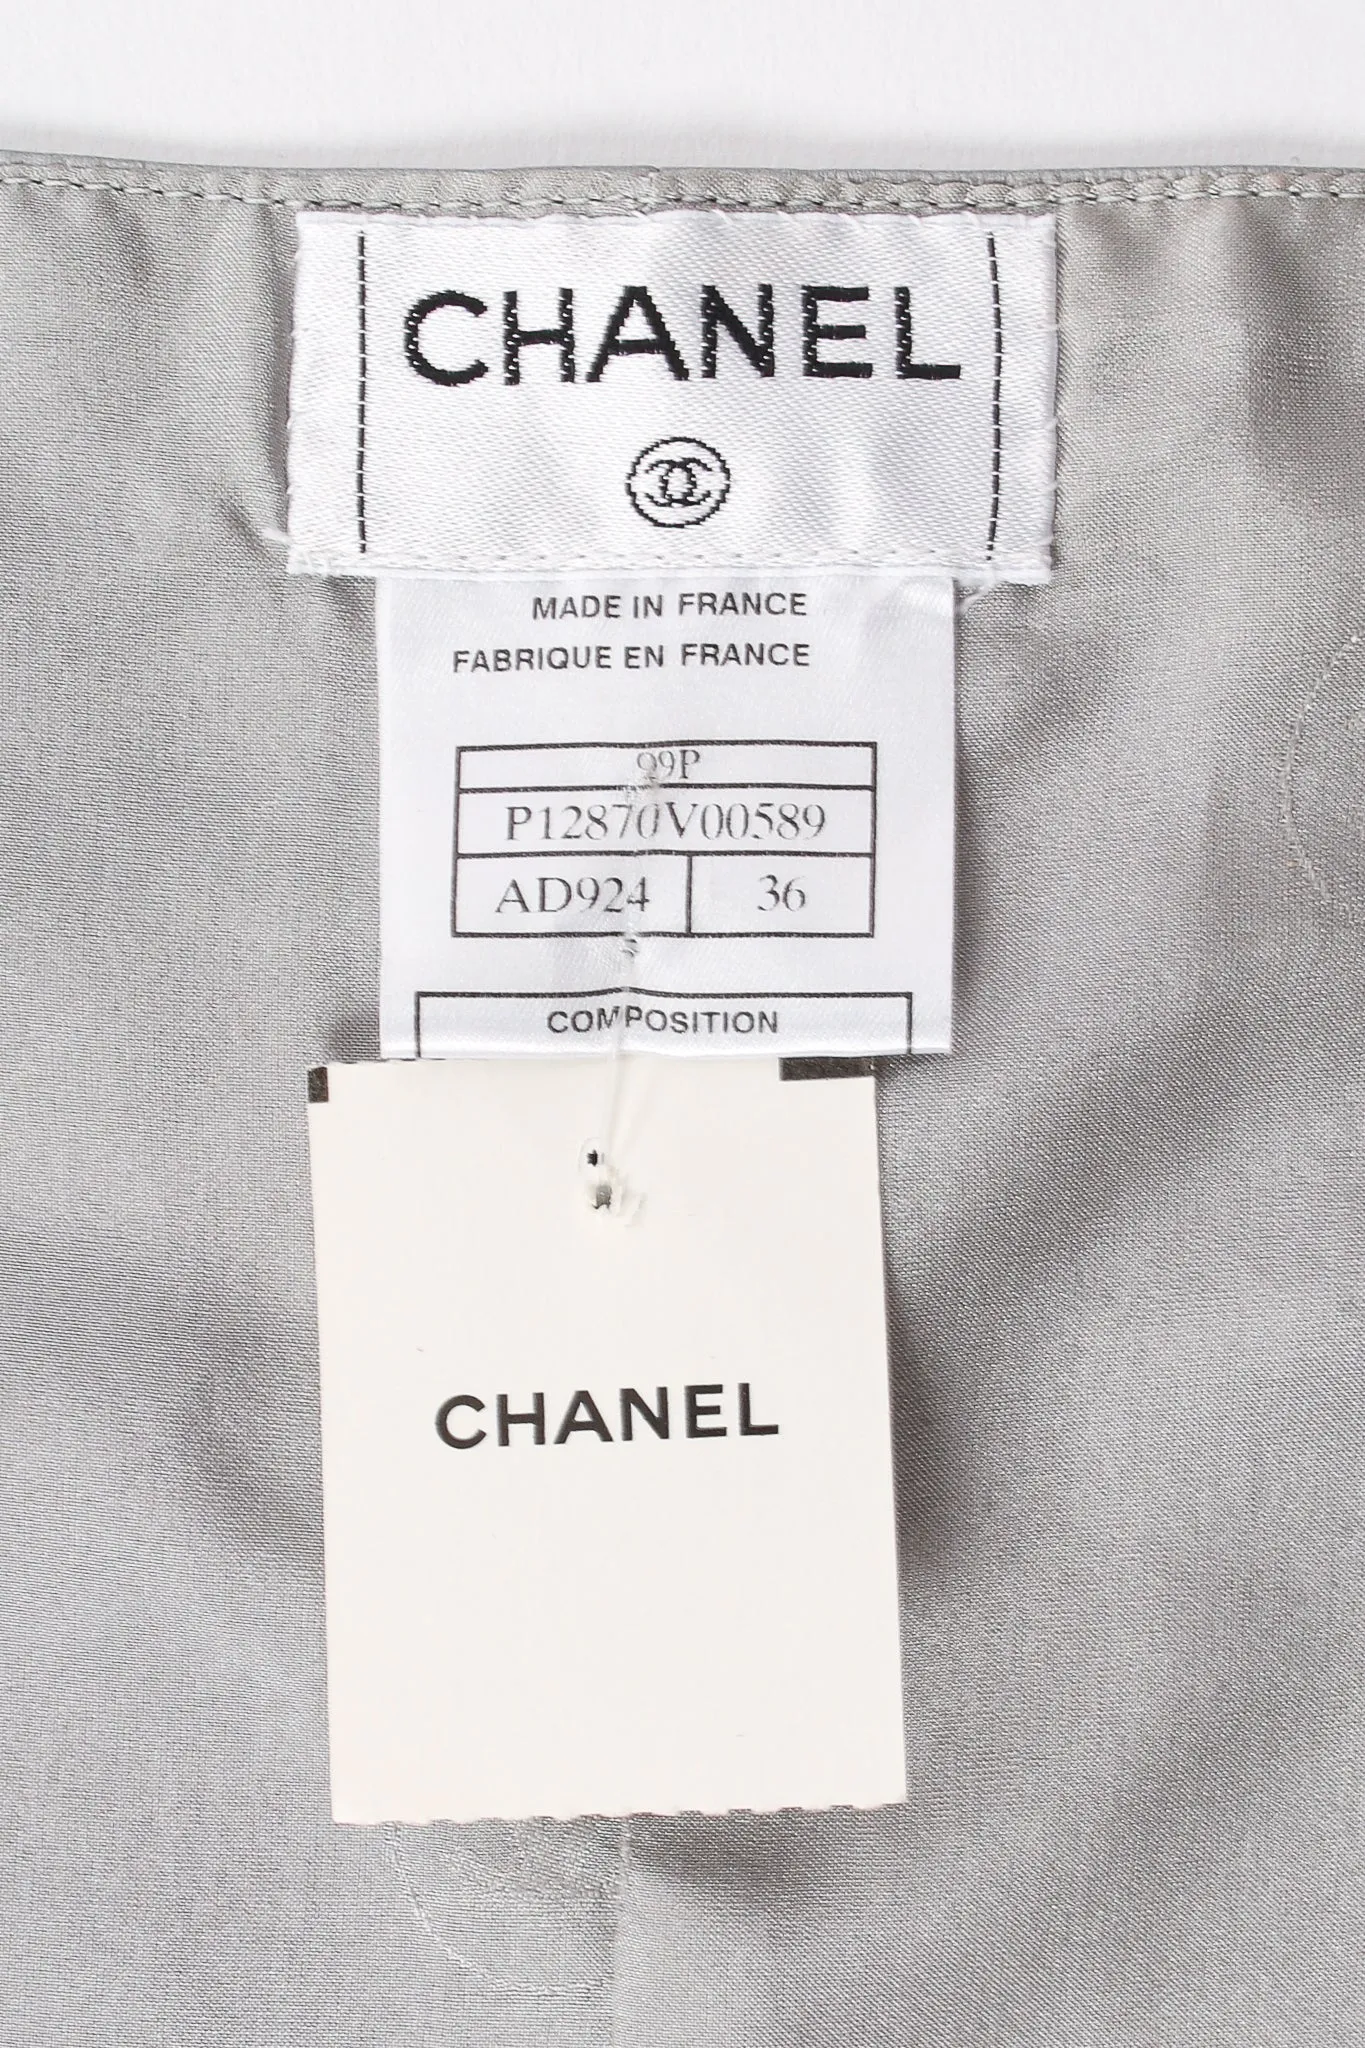 CHANEL
MADE IN FRANCE
FABRIQUE EN FRANCE
99P
P12870V00589
AD924 36
COMPOSITION
CHANEL